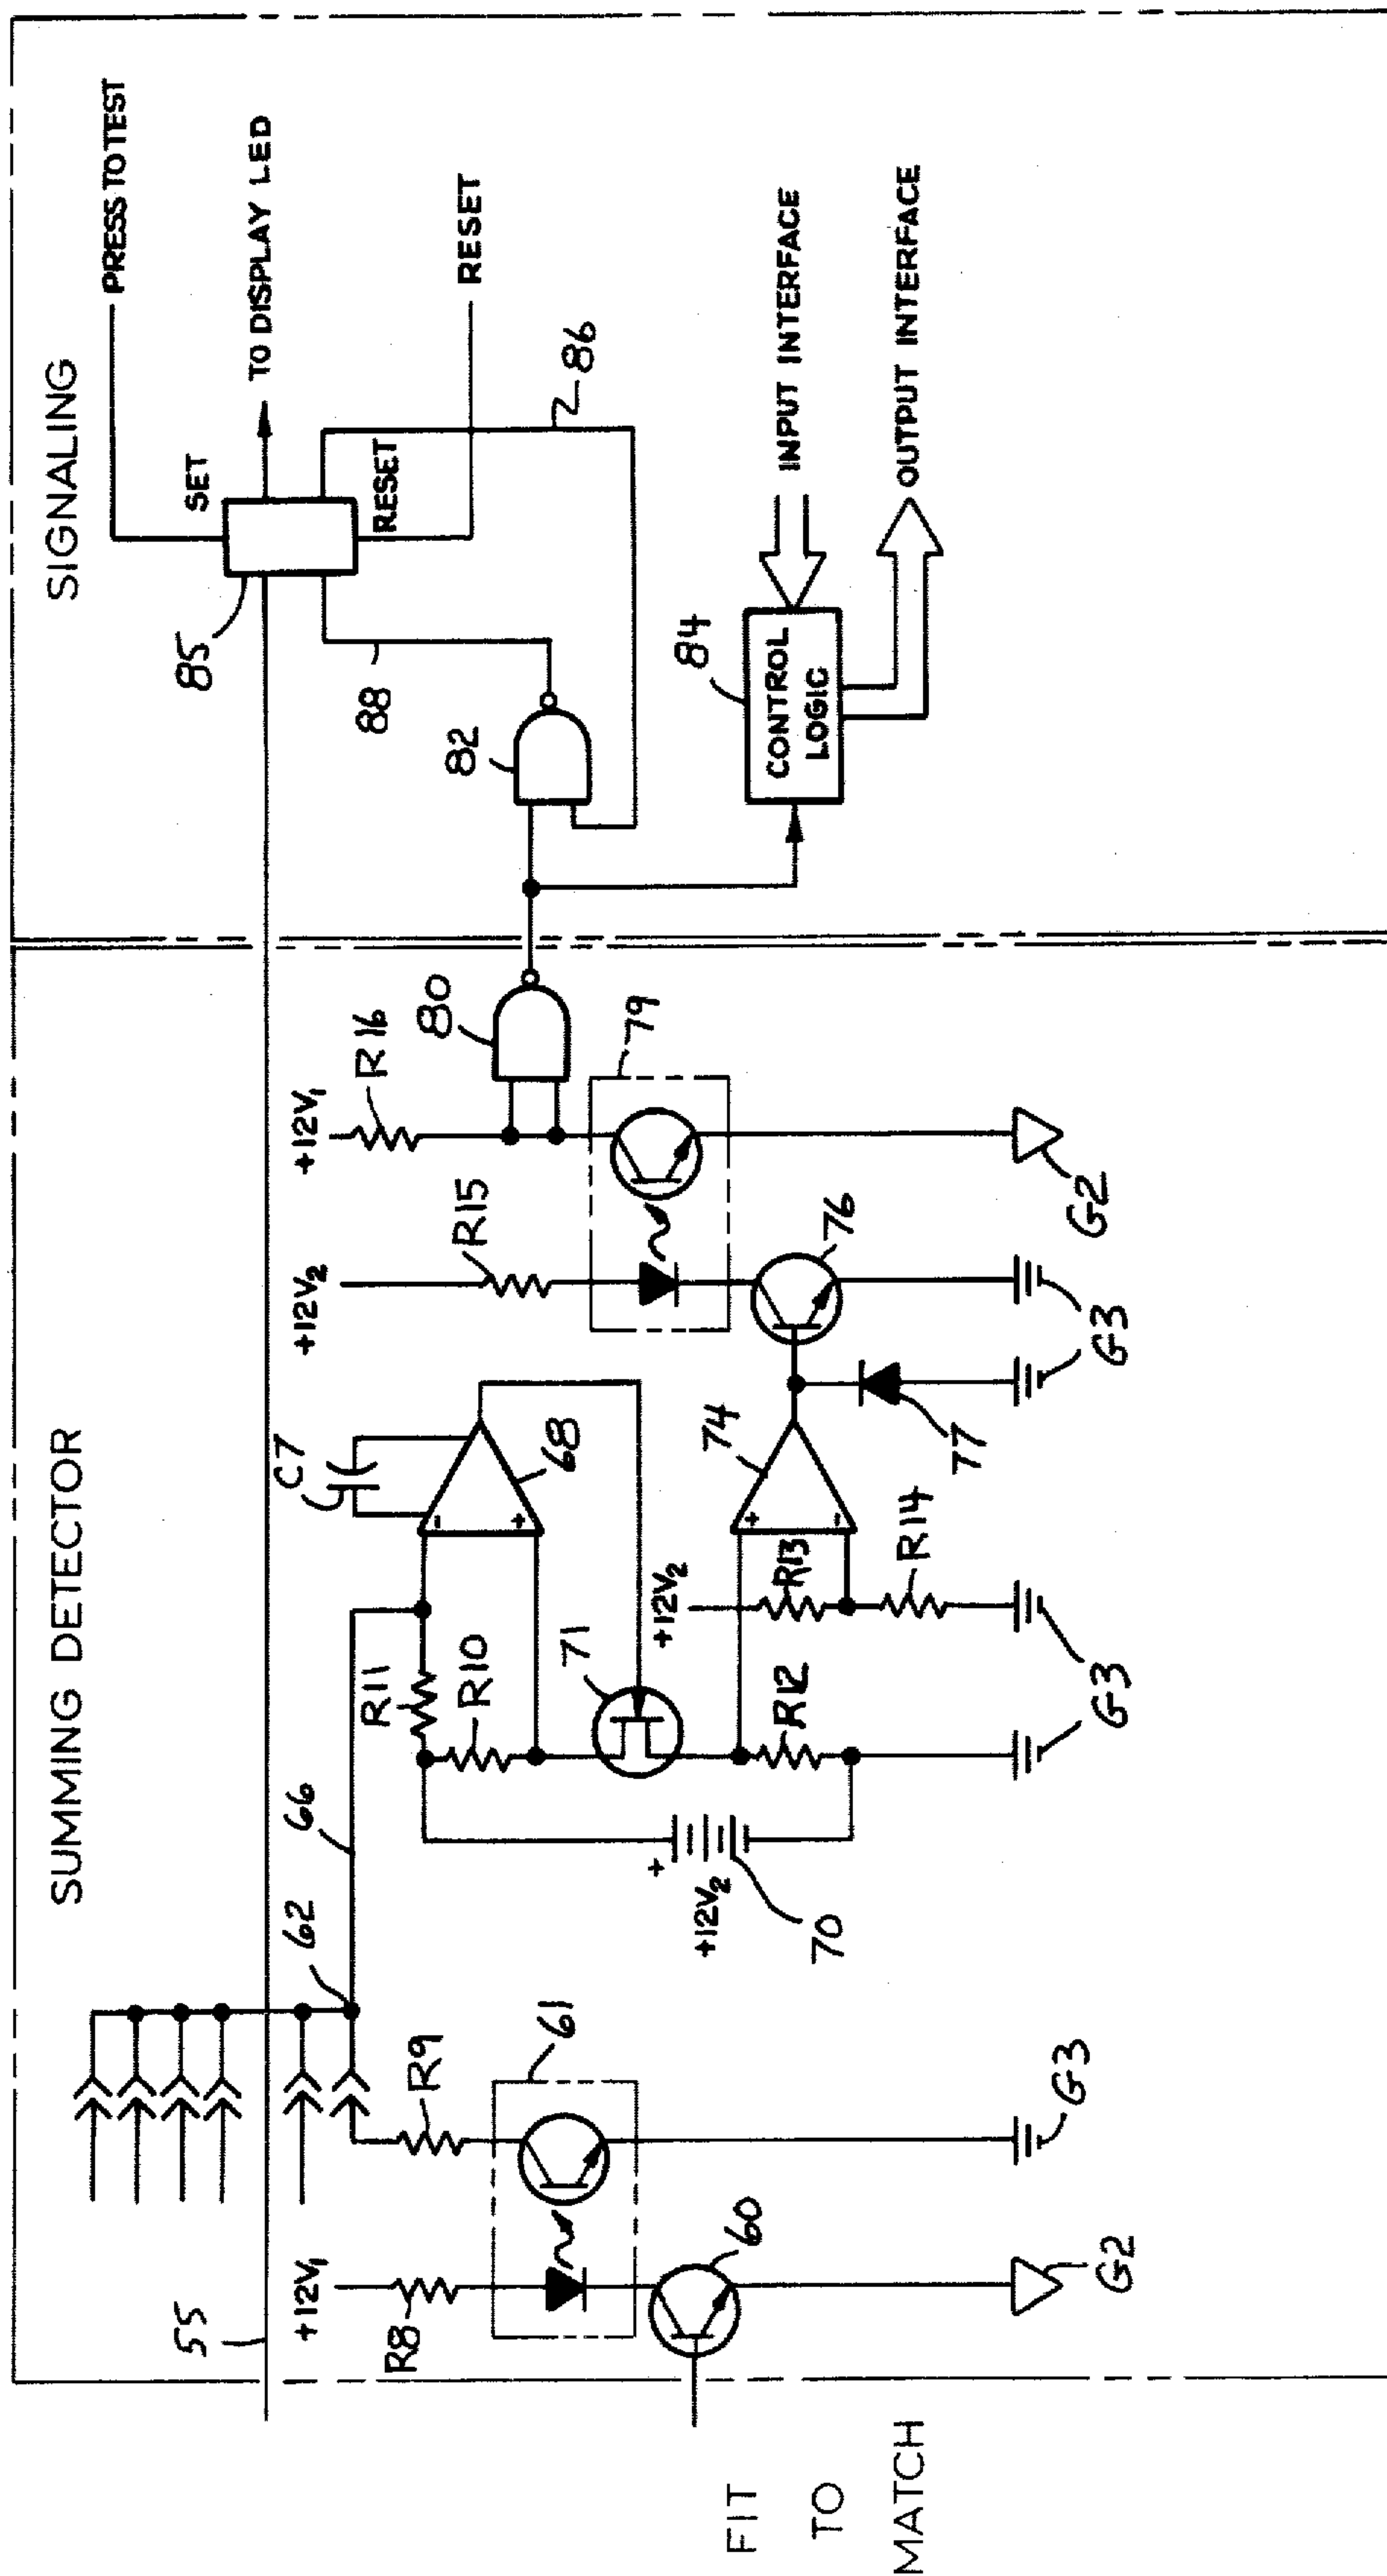 SUMMING DETECTOR
SIGNALING
PRESS TO TEST
SET
TO DISPLAY LED
85
RESET
RESET
86
88
82
84
CONTROL
LOGIC
INPUT INTERFACE
OUTPUT INTERFACE
55
62
66
C7
68
+12V2
R15
+12V1
R16
80
79
+12V1
R8
R9
61
60
G2
G3
R11
R10
71
+12V2
70
R12
+12V2
R13
R14
74
77
76
G3
G3
G2
FIT
TO
MATCH
+
-
+
+
-